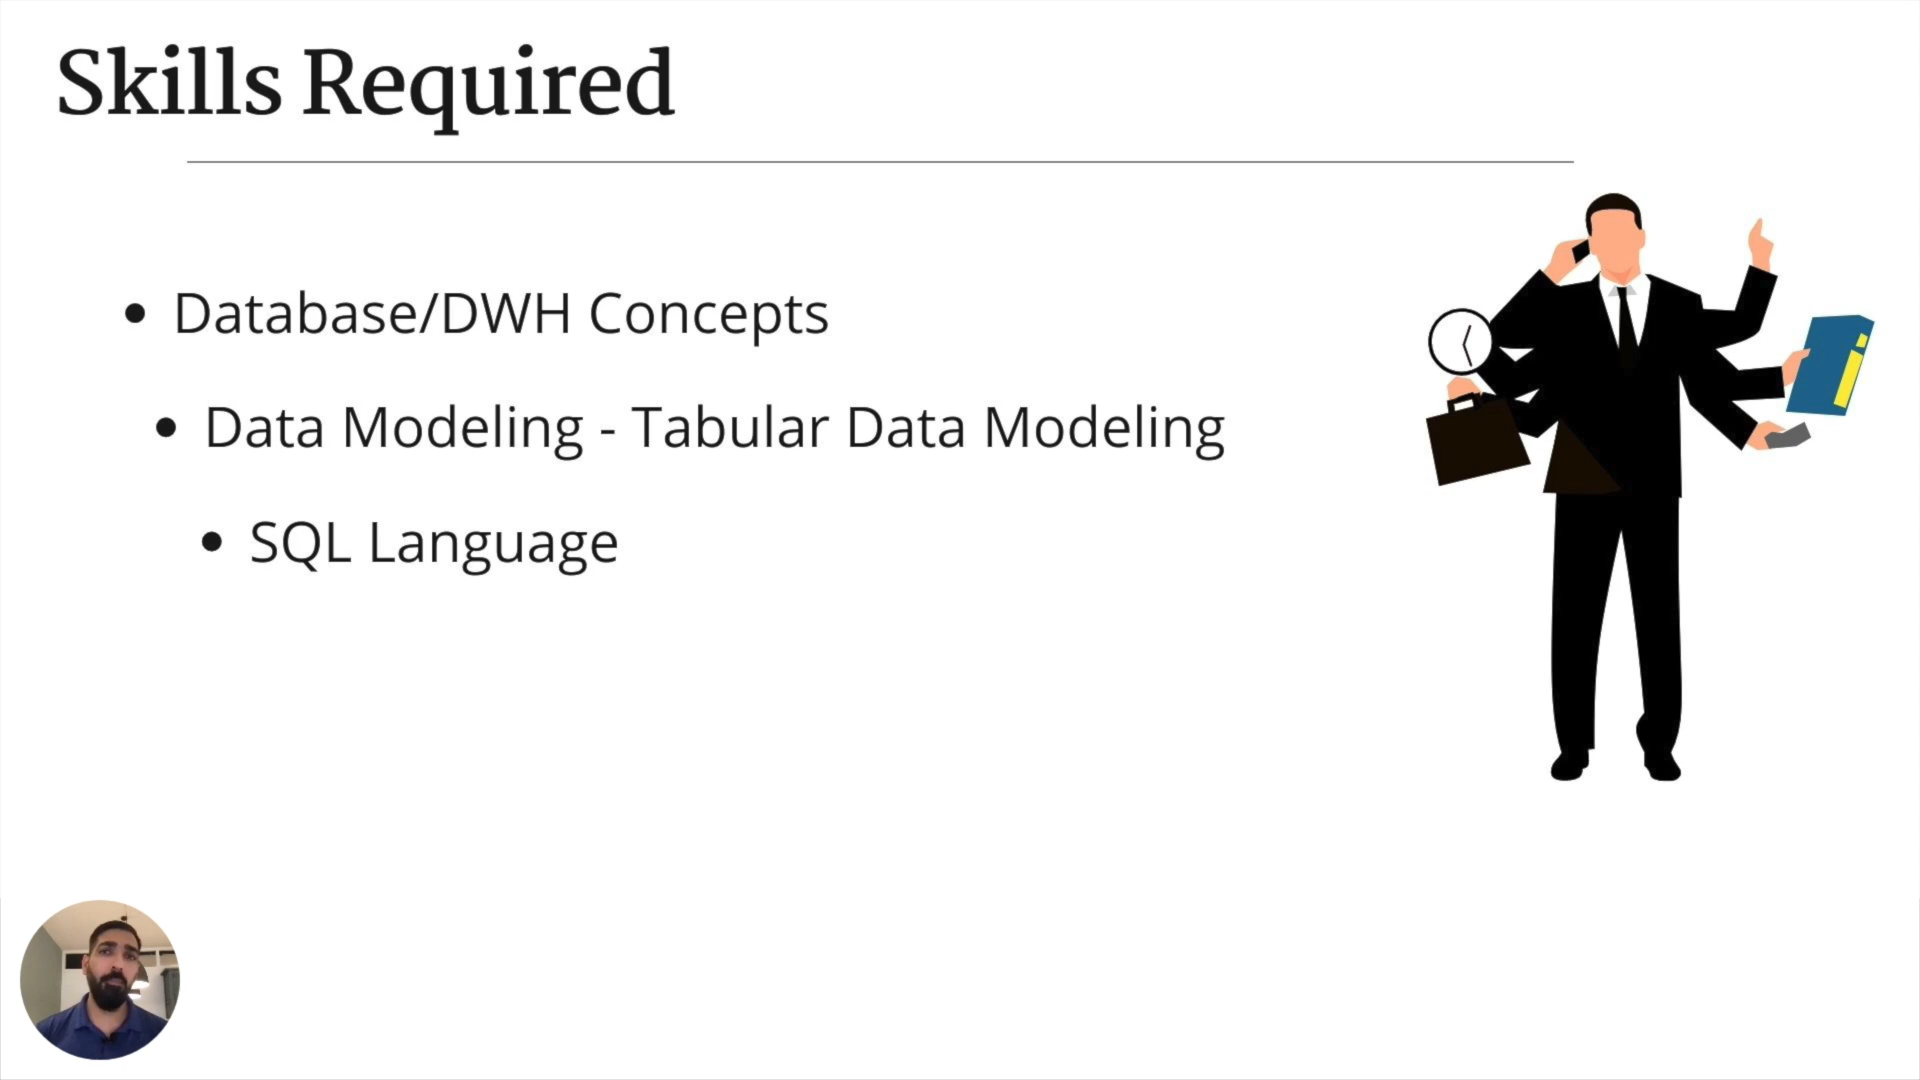 Skills Required
• Database/DWH Concepts
• Data Modeling - Tabular Data Modeling
• SQL Language